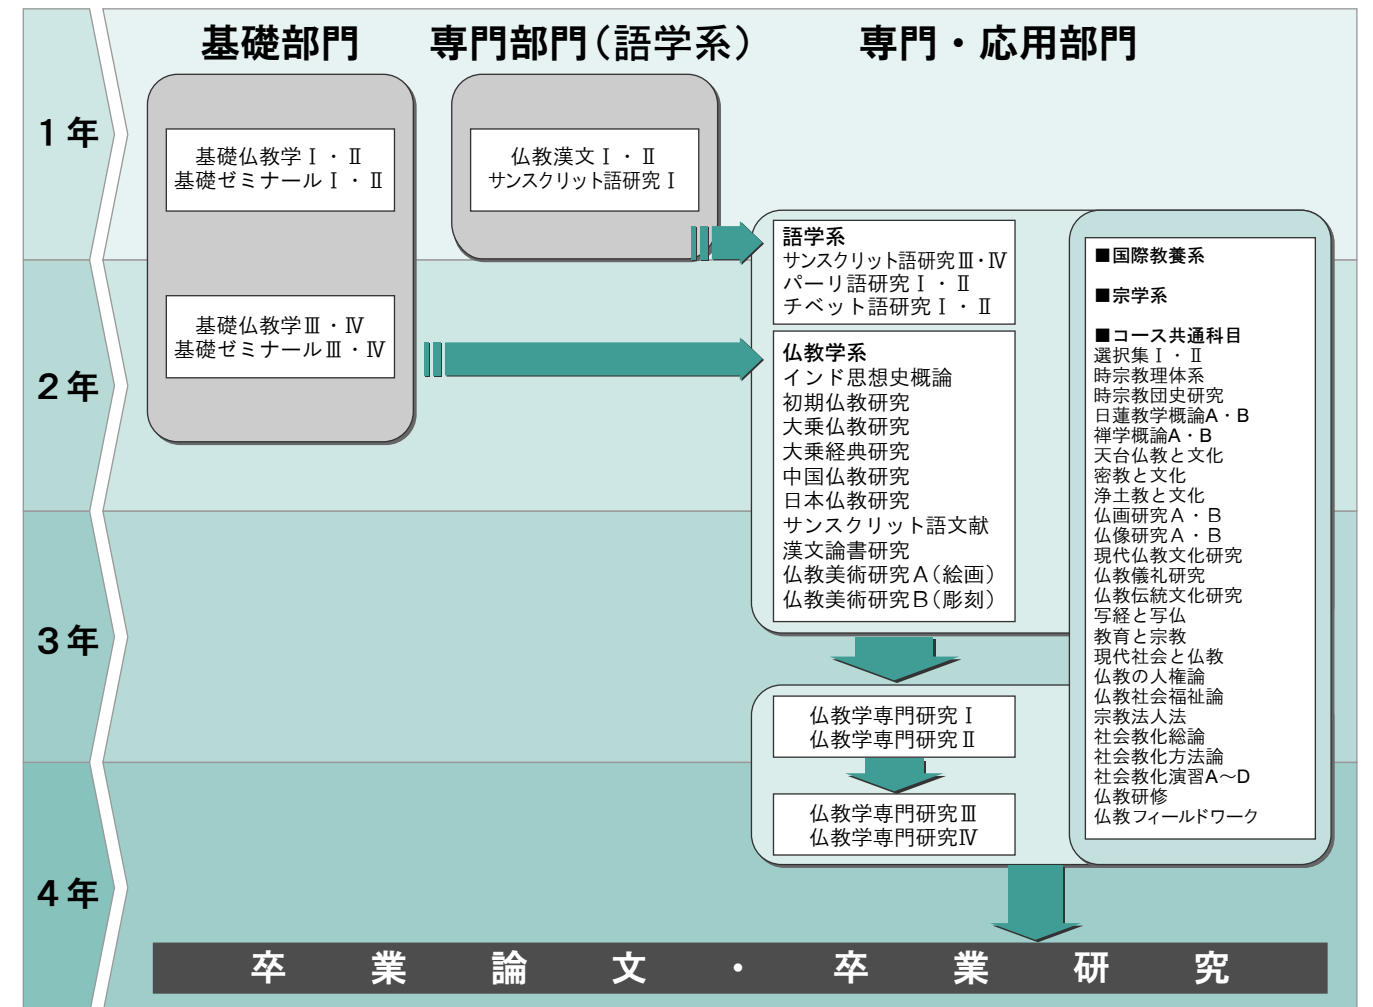 基礎部門
専門部門（語学系）
専門・応用部門
1年
基礎仏教学Ⅰ・Ⅱ
基礎ゼミナールⅠ・Ⅱ
仏教漢文Ⅰ・Ⅱ
サンスクリット語研究Ⅰ
2年
基礎仏教学Ⅲ・Ⅳ
基礎ゼミナールⅢ・Ⅳ
語学系
サンスクリット語研究Ⅲ・Ⅳ
パーリ語研究Ⅰ・Ⅱ
チベット語研究Ⅰ・Ⅱ
仏教学系
インド思想史概論
初期仏教研究
大乗仏教研究
大乗経典研究
中国仏教研究
日本仏教研究
サンスクリット語文献
漢文論書研究
仏教美術研究A（絵画）
仏教美術研究B（彫刻）
■国際教養系
■宗学系
■コース共通科目
選択集Ⅰ・Ⅱ
時宗教理体系
時宗教団史研究
日蓮教学概論A・B
禅学概論A・B
天台仏教と文化
密教と文化
浄土教と文化
仏画研究A・B
仏像研究A・B
現代仏教文化研究
仏教儀礼研究
仏教伝統文化研究
写経と写仏
教育と宗教
現代社会と仏教
仏教の人権論
仏教社会福祉論
宗教法人法
社会教化総論
社会教化方法論
社会教化演習A〜D
仏教研修
仏教フィールドワーク
3年
仏教学専門研究Ⅰ
仏教学専門研究Ⅱ
仏教学専門研究Ⅲ
仏教学専門研究Ⅳ
4年
卒業論文・卒業研究